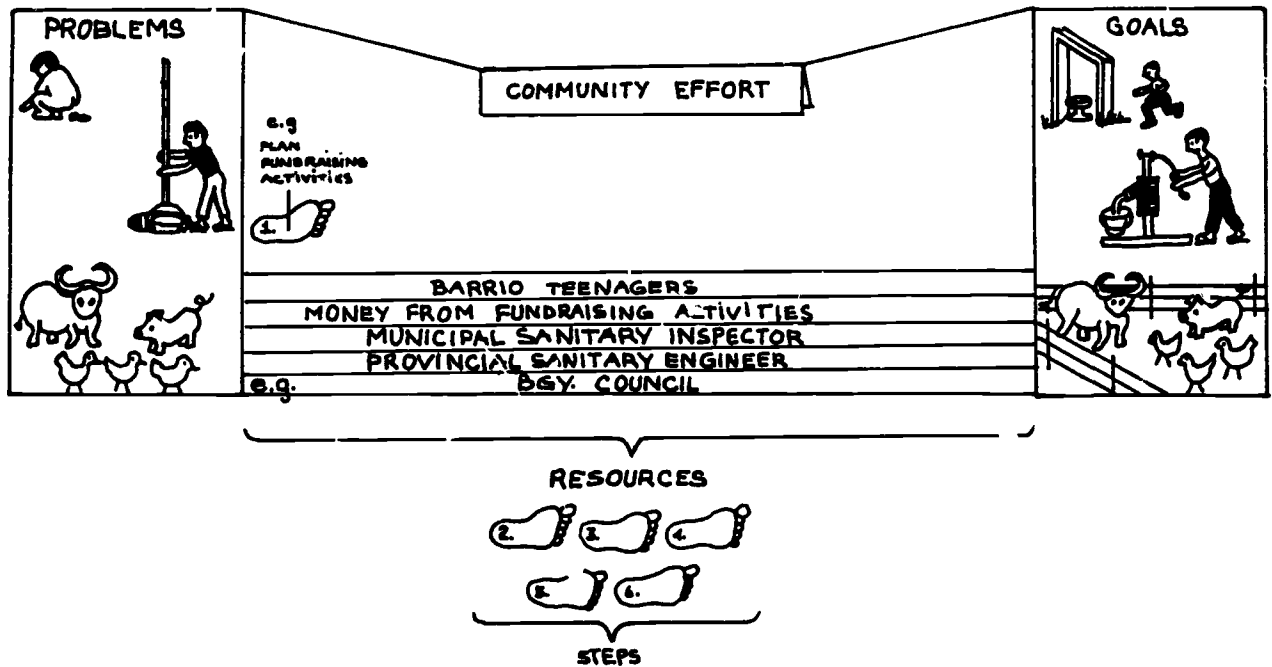 PROBLEMS
GOALS
COMMUNITY EFFORT
e.g
PLAN
FUNDRAISING
ACTIVITIES
1.
BARRIO TEENAGERS
MONEY FROM FUNDRAISING ACTIVITIES
MUNICIPAL SANITARY INSPECTOR
PROVINCIAL SANITARY ENGINEER
e.g. BGY. COUNCIL
RESOURCES
2. 3. 4.
5. 6.
STEPS